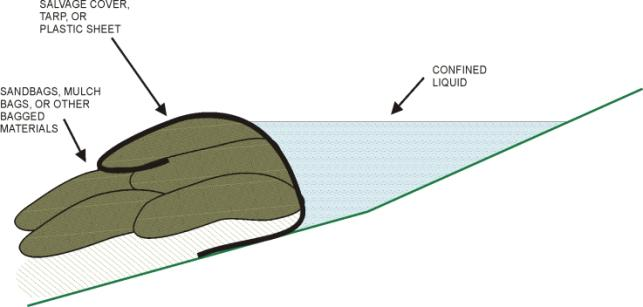 SALVAGE COVER,
TARP, OR
PLASTIC SHEET
SANDBAGS, MULCH
BAGS, OR OTHER
BAGGED
MATERIALS
CONFINED
LIQUID